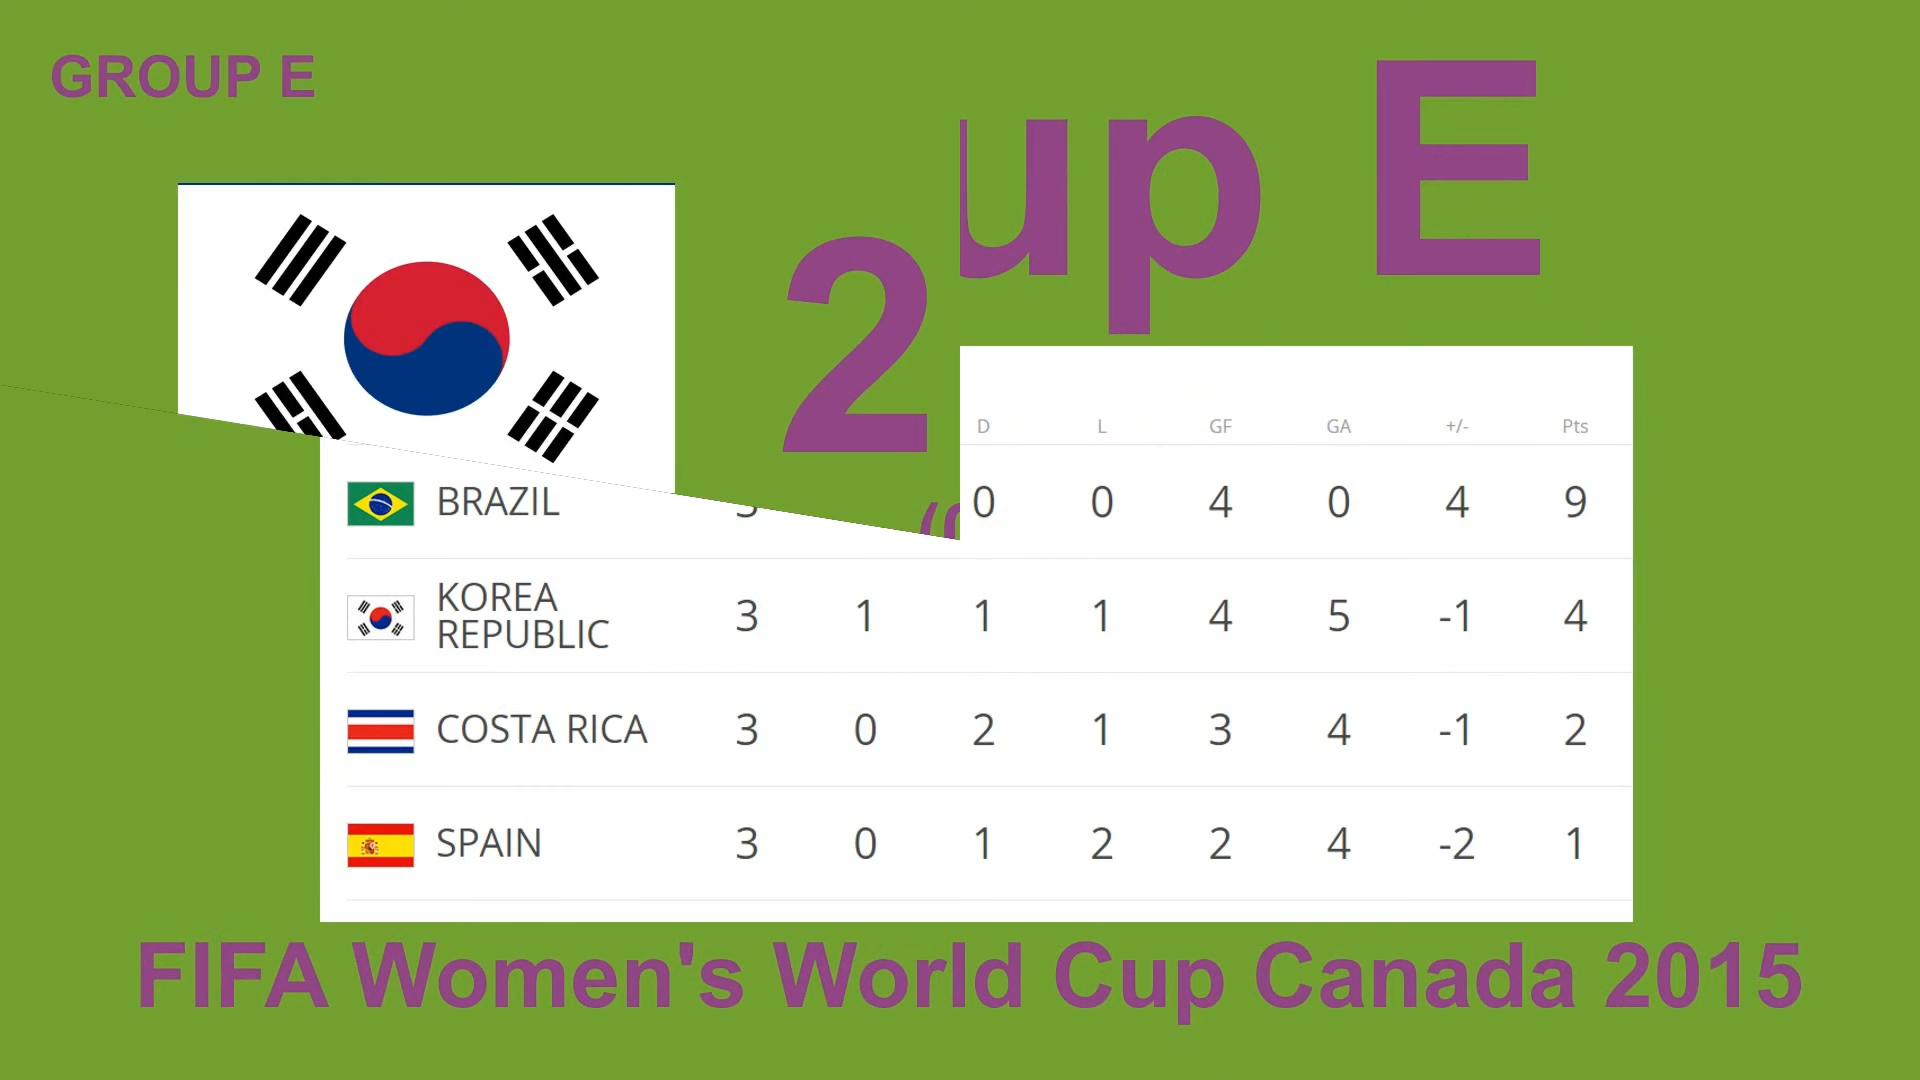 GROUP E
up E
2
D L GF GA +/- Pts
BRAZIL 0 0 4 0 4 9
KOREA
REPUBLIC 3 1 1 1 4 5 -1 4
COSTA RICA 3 0 2 1 3 4 -1 2
SPAIN 3 0 1 2 2 4 -2 1
FIFA Women's World Cup Canada 2015